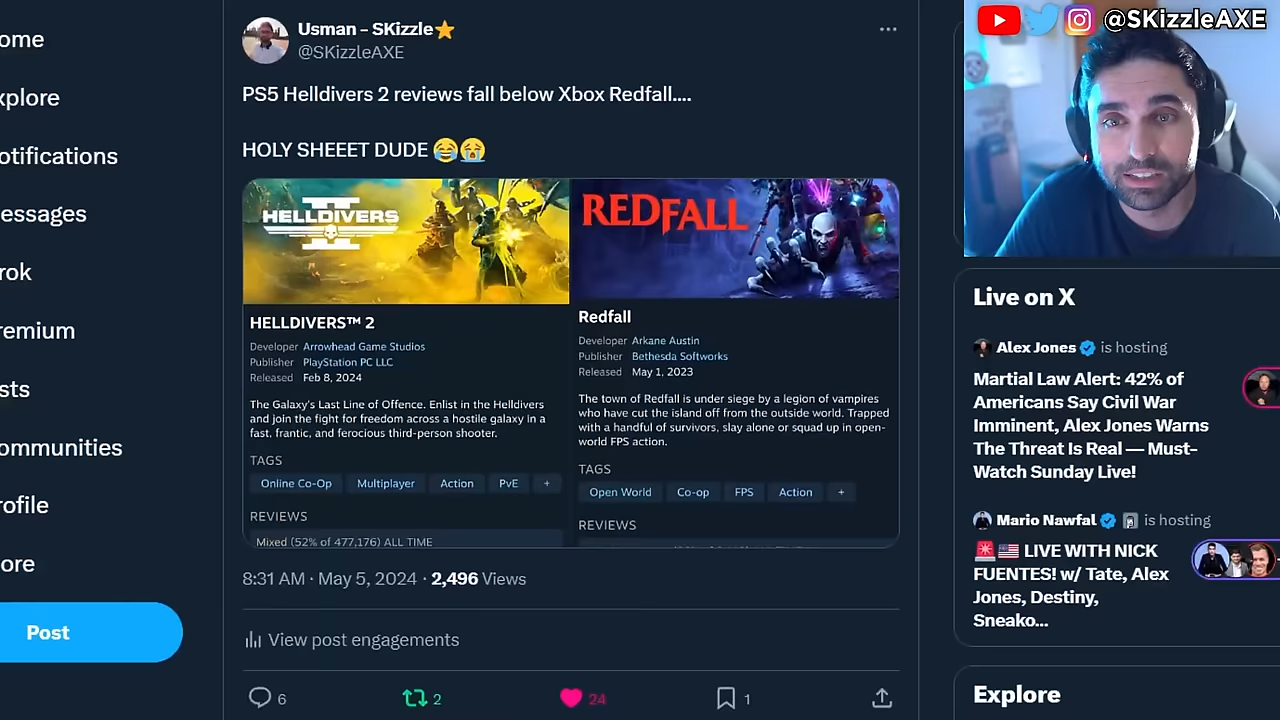 ome
xplore
otifications
essages
rok
remium
sts
ommunities
rofile
ore
Post
Usman – SKizzle⭐
@SKizzleAXE
PS5 Helldivers 2 reviews fall below Xbox Redfall....
HOLY SHEEET DUDE 😂😭
HELLDIVERS
II
HELLDIVERS™ 2
Developer Arrowhead Game Studios
Publisher PlayStation PC LLC
Released Feb 8, 2024
The Galaxy's Last Line of Offence. Enlist in the Helldivers
and join the fight for freedom across a hostile galaxy in a
fast, frantic, and ferocious third-person shooter.
TAGS
Online Co-Op Multiplayer Action PvE +
REVIEWS
Mixed (52% of 477,176) ALL TIME
REDFALL
Redfall
Developer Arkane Austin
Publisher Bethesda Softworks
Released May 1, 2023
The town of Redfall is under siege by a legion of vampires
who have cut the island off from the outside world. Trapped
with a handful of survivors, slay alone or squad up in open-
world FPS action.
TAGS
Open World Co-op FPS Action +
REVIEWS
8:31 AM · May 5, 2024 · 2,496 Views
View post engagements
6 2 24 1
@SKizzleAXE
Live on X
Alex Jones is hosting
Martial Law Alert: 42% of
Americans Say Civil War
Imminent, Alex Jones Warns
The Threat Is Real — Must-
Watch Sunday Live!
Mario Nawfal is hosting
🚨🇺🇸 LIVE WITH NICK
FUENTES! w/ Tate, Alex
Jones, Destiny,
Sneako...
Explore